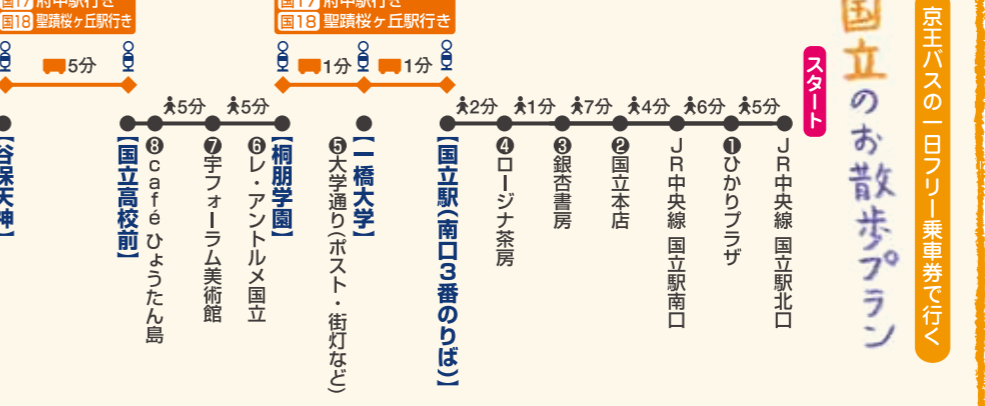 京王バスの一日フリー乗車券で行く
国立のお散歩プラン
スタート
JR中央線 国立駅北口
5分
❶ひかりプラザ
6分
JR中央線 国立駅南口
4分
❷国立本店
7分
❸銀杏書房
1分
❹ロージナ茶房
2分
【国立駅(南口3番のりば)】
国17 府中駅行き
国18 聖蹟桜ヶ丘駅行き
1分
【一橋大学】
❺大学通り(ポスト・街灯など)
1分
【桐朋学園】
❻レ・アントルメ国立
5分
❼宇フォーラム美術館
5分
❽café ひょうたん島
【国立高校前】
国17 府中駅行き
国18 聖蹟桜ヶ丘駅行き
5分
【谷保天神】